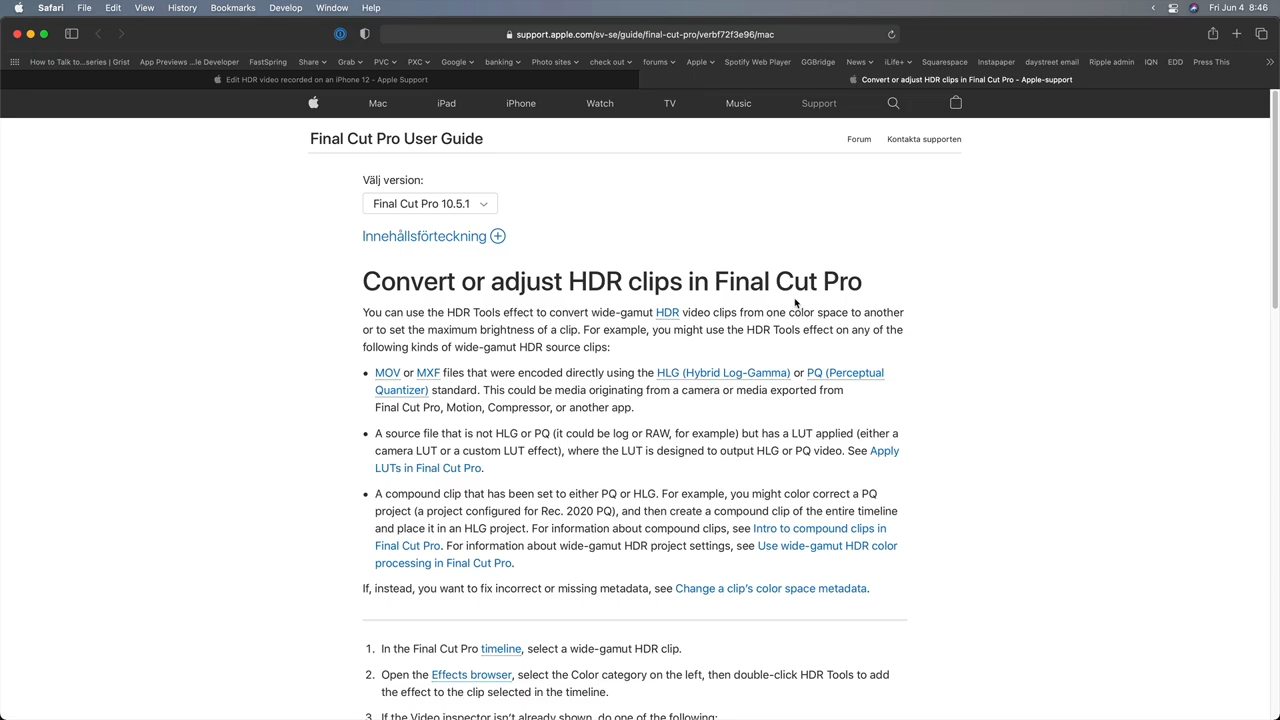 Safari File Edit View History Bookmarks Develop Window Help Fri Jun 4 8:46
support.apple.com/sv-se/guide/final-cut-pro/verbf72f3e96/mac
How to Talk to...series | Grist App Previews ...le Developer FastSpring Share Grab PVC PXC Google banking Photo sites check out forums Apple Spotify Web Player GGBridge News iLife+ Squarespace Instapaper daystreet email Ripple admin IQN EDD Press This
Edit HDR video recorded on an iPhone 12 - Apple Support Convert or adjust HDR clips in Final Cut Pro - Apple-support
Mac iPad iPhone Watch TV Music Support
Final Cut Pro User Guide Forum Kontakta supporten
Välj version:
Final Cut Pro 10.5.1
Innehållsförteckning
Convert or adjust HDR clips in Final Cut Pro
You can use the HDR Tools effect to convert wide-gamut HDR video clips from one color space to another
or to set the maximum brightness of a clip. For example, you might use the HDR Tools effect on any of the
following kinds of wide-gamut HDR source clips:
• MOV or MXF files that were encoded directly using the HLG (Hybrid Log-Gamma) or PQ (Perceptual
Quantizer) standard. This could be media originating from a camera or media exported from
Final Cut Pro, Motion, Compressor, or another app.
• A source file that is not HLG or PQ (it could be log or RAW, for example) but has a LUT applied (either a
camera LUT or a custom LUT effect), where the LUT is designed to output HLG or PQ video. See Apply
LUTs in Final Cut Pro.
• A compound clip that has been set to either PQ or HLG. For example, you might color correct a PQ
project (a project configured for Rec. 2020 PQ), and then create a compound clip of the entire timeline
and place it in an HLG project. For information about compound clips, see Intro to compound clips in
Final Cut Pro. For information about wide-gamut HDR project settings, see Use wide-gamut HDR color
processing in Final Cut Pro.
If, instead, you want to fix incorrect or missing metadata, see Change a clip's color space metadata.
1. In the Final Cut Pro timeline, select a wide-gamut HDR clip.
2. Open the Effects browser, select the Color category on the left, then double-click HDR Tools to add
the effect to the clip selected in the timeline.
3. If the Video inspector isn't already shown, do one of the following: